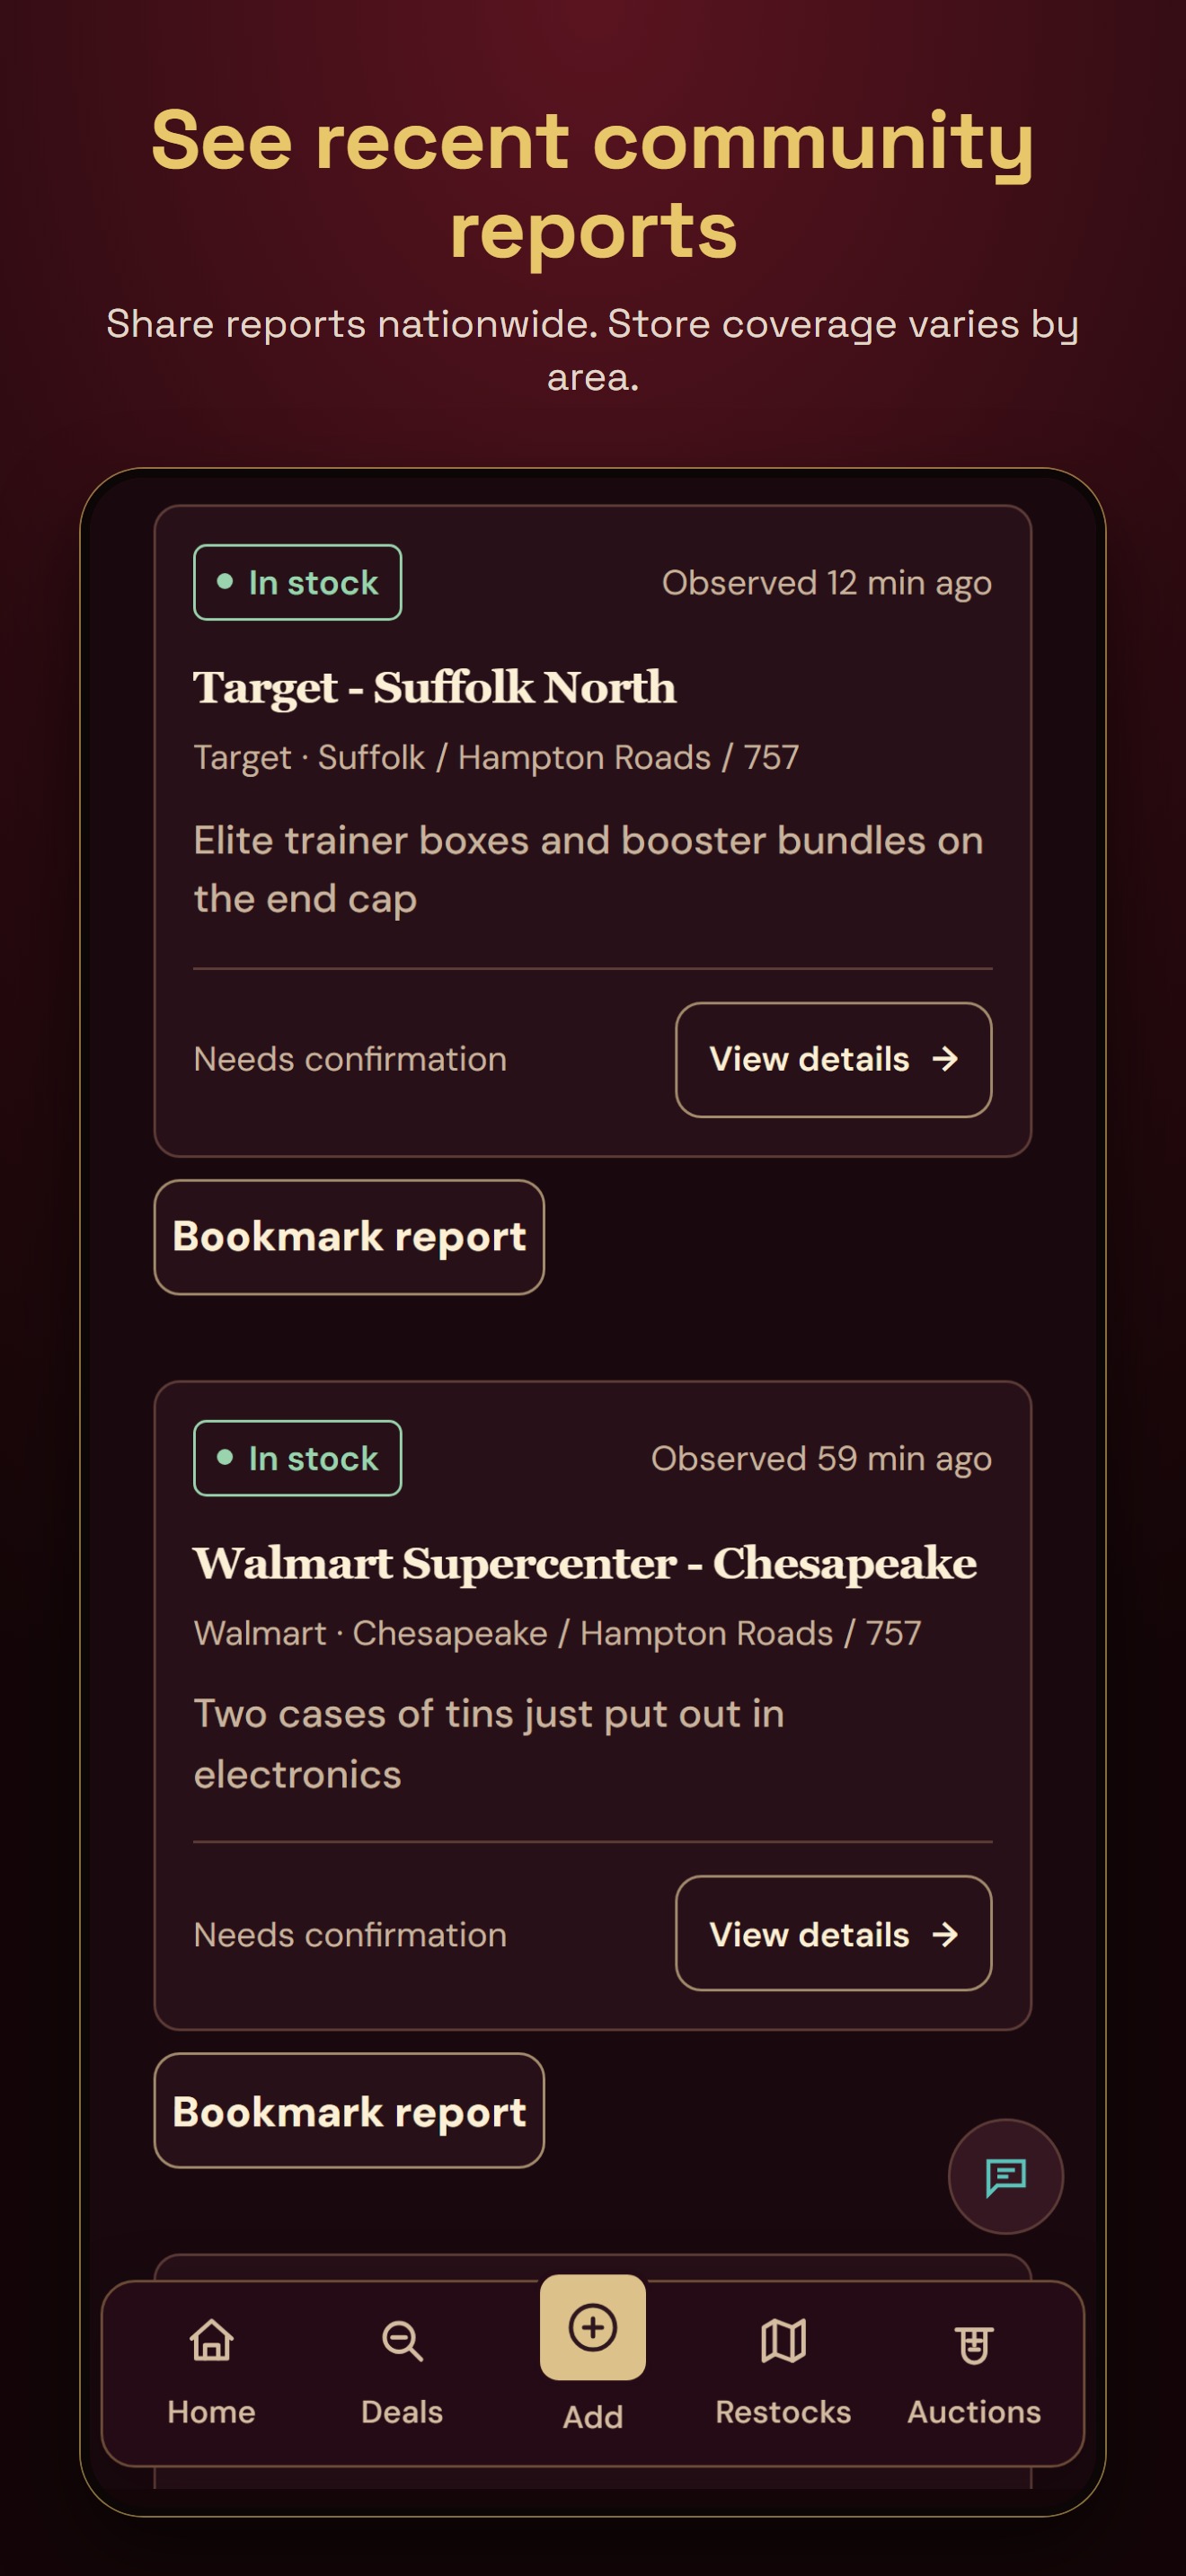 See recent community
reports
Share reports nationwide. Store coverage varies by
area.
In stock
Observed 12 min ago
Target - Suffolk North
Target · Suffolk / Hampton Roads / 757
Elite trainer boxes and booster bundles on
the end cap
Needs confirmation
View details →
Bookmark report
In stock
Observed 59 min ago
Walmart Supercenter - Chesapeake
Walmart · Chesapeake / Hampton Roads / 757
Two cases of tins just put out in
electronics
Needs confirmation
View details →
Bookmark report
Home
Deals
Add
Restocks
Auctions